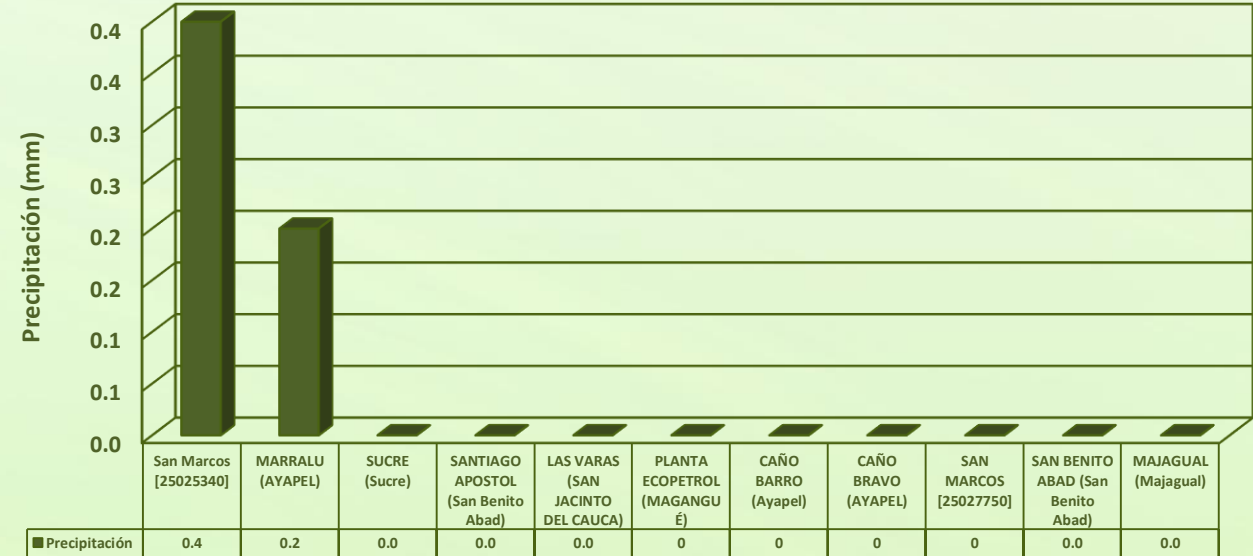 Precipitación (mm)
0.4
0.4
0.3
0.3
0.2
0.2
0.1
0.1
0.0
San Marcos
[25025340]
MARRALU
(AYAPEL)
SUCRE
(Sucre)
SANTIAGO
APOSTOL
(San Benito
Abad)
LAS VARAS
(SAN
JACINTO
DEL CAUCA)
PLANTA
ECOPETROL
(MAGANGU
É)
CAÑO
BARRO
(Ayapel)
CAÑO
BRAVO
(AYAPEL)
SAN
MARCOS
[25027750]
SAN BENITO
ABAD (San
Benito
Abad)
MAJAGUAL
(Majagual)
Precipitación 0.4 0.2 0.0 0.0 0.0 0 0 0 0 0.0 0.0